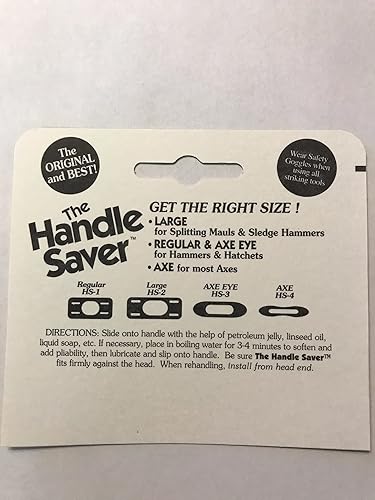 The
ORIGINAL
and BEST!
Wear Safety
Goggles when
using all
striking tools
The
Handle
Saver™
GET THE RIGHT SIZE !
• LARGE
for Splitting Mauls & Sledge Hammers
• REGULAR & AXE EYE
for Hammers & Hatchets
• AXE for most Axes
Regular
HS-1
Large
HS-2
AXE EYE
HS-3
AXE
HS-4
DIRECTIONS: Slide onto handle with the help of petroleum jelly, linseed oil,
liquid soap, etc. If necessary, place in boiling water for 3-4 minutes to soften and
add pliability, then lubricate and slip onto handle. Be sure The Handle Saver™
fits firmly against the head. When rehandling, install from head end.